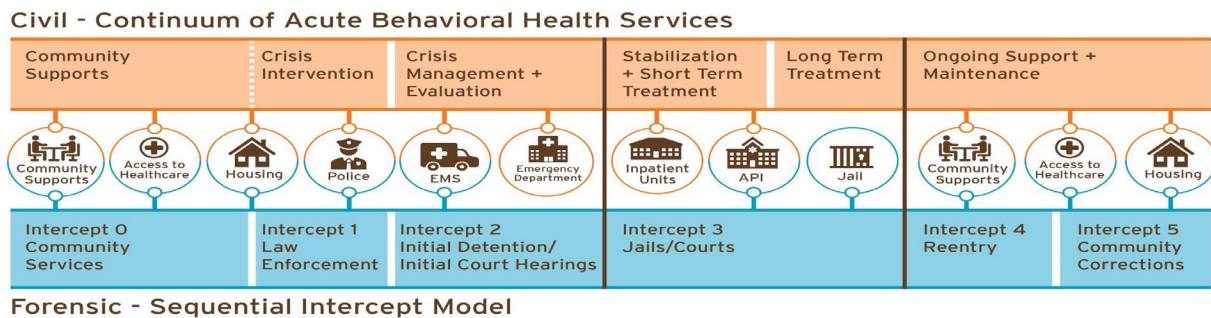 Civil - Continuum of Acute Behavioral Health Services
Community
Supports
Crisis
Intervention
Crisis
Management +
Evaluation
Stabilization
+ Short Term
Treatment
Long Term
Treatment
Ongoing Support +
Maintenance
Community
Supports
Access to
Healthcare
Housing
Police
EMS
Emergency
Department
Inpatient
Units
API
Jail
Community
Supports
Access to
Healthcare
Housing
Intercept 0
Community
Services
Intercept 1
Law
Enforcement
Intercept 2
Initial Detention/
Initial Court Hearings
Intercept 3
Jails/Courts
Intercept 4
Reentry
Intercept 5
Community
Corrections
Forensic - Sequential Intercept Model